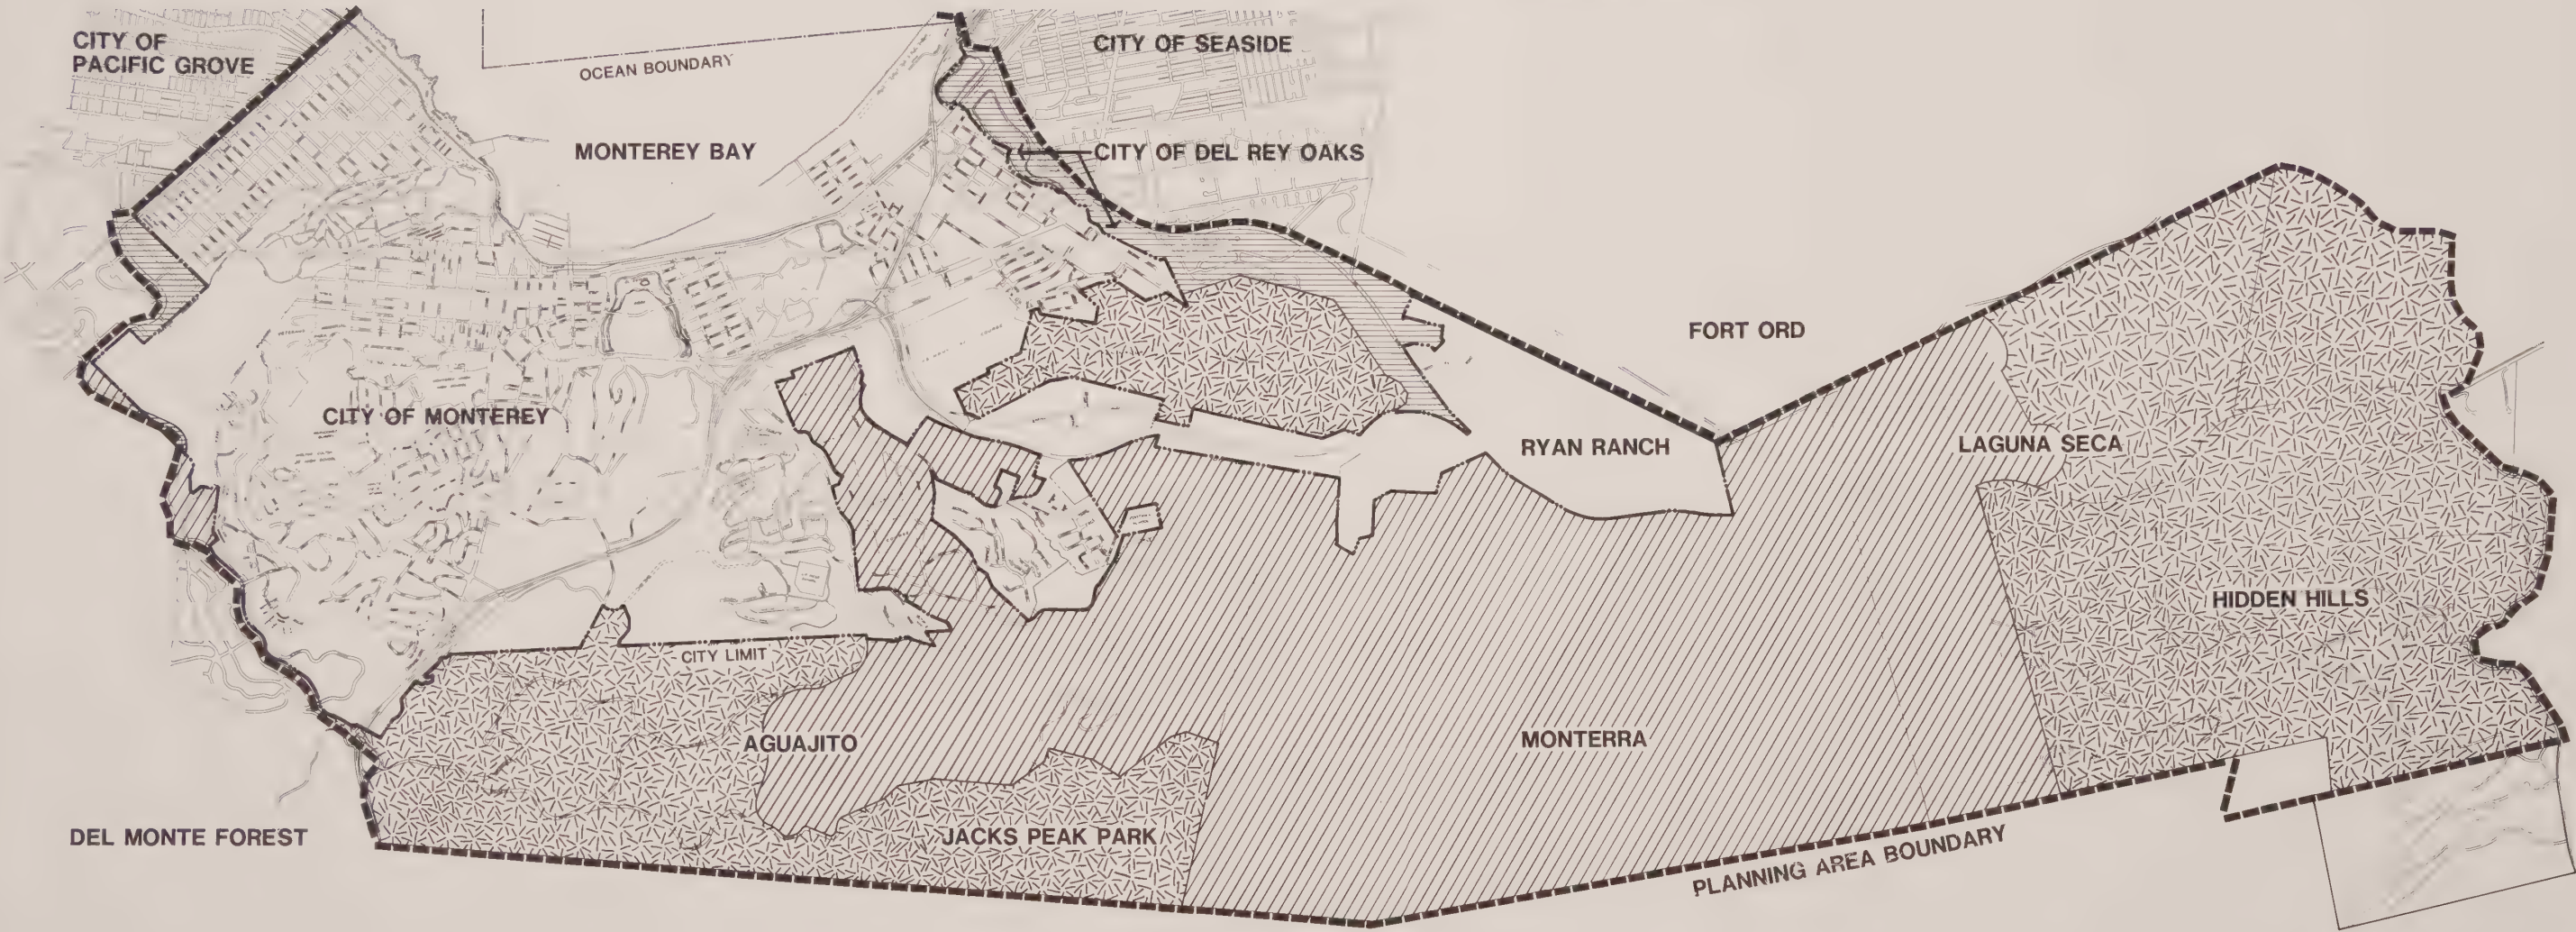 CITY OF
PACIFIC GROVE
OCEAN BOUNDARY
CITY OF SEASIDE
MONTEREY BAY
CITY OF DEL REY OAKS
FORT ORD
CITY OF MONTEREY
RYAN RANCH
LAGUNA SECA
HIDDEN HILLS
CITY LIMIT
AGUAJITO
MONTERRA
DEL MONTE FOREST
JACKS PEAK PARK
PLANNING AREA BOUNDARY